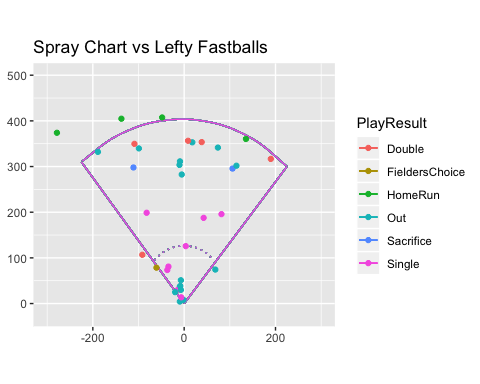 Spray Chart vs Lefty Fastballs
500
400
300
200
100
0
-200
0
200
PlayResult
Double
FieldersChoice
HomeRun
Out
Sacrifice
Single